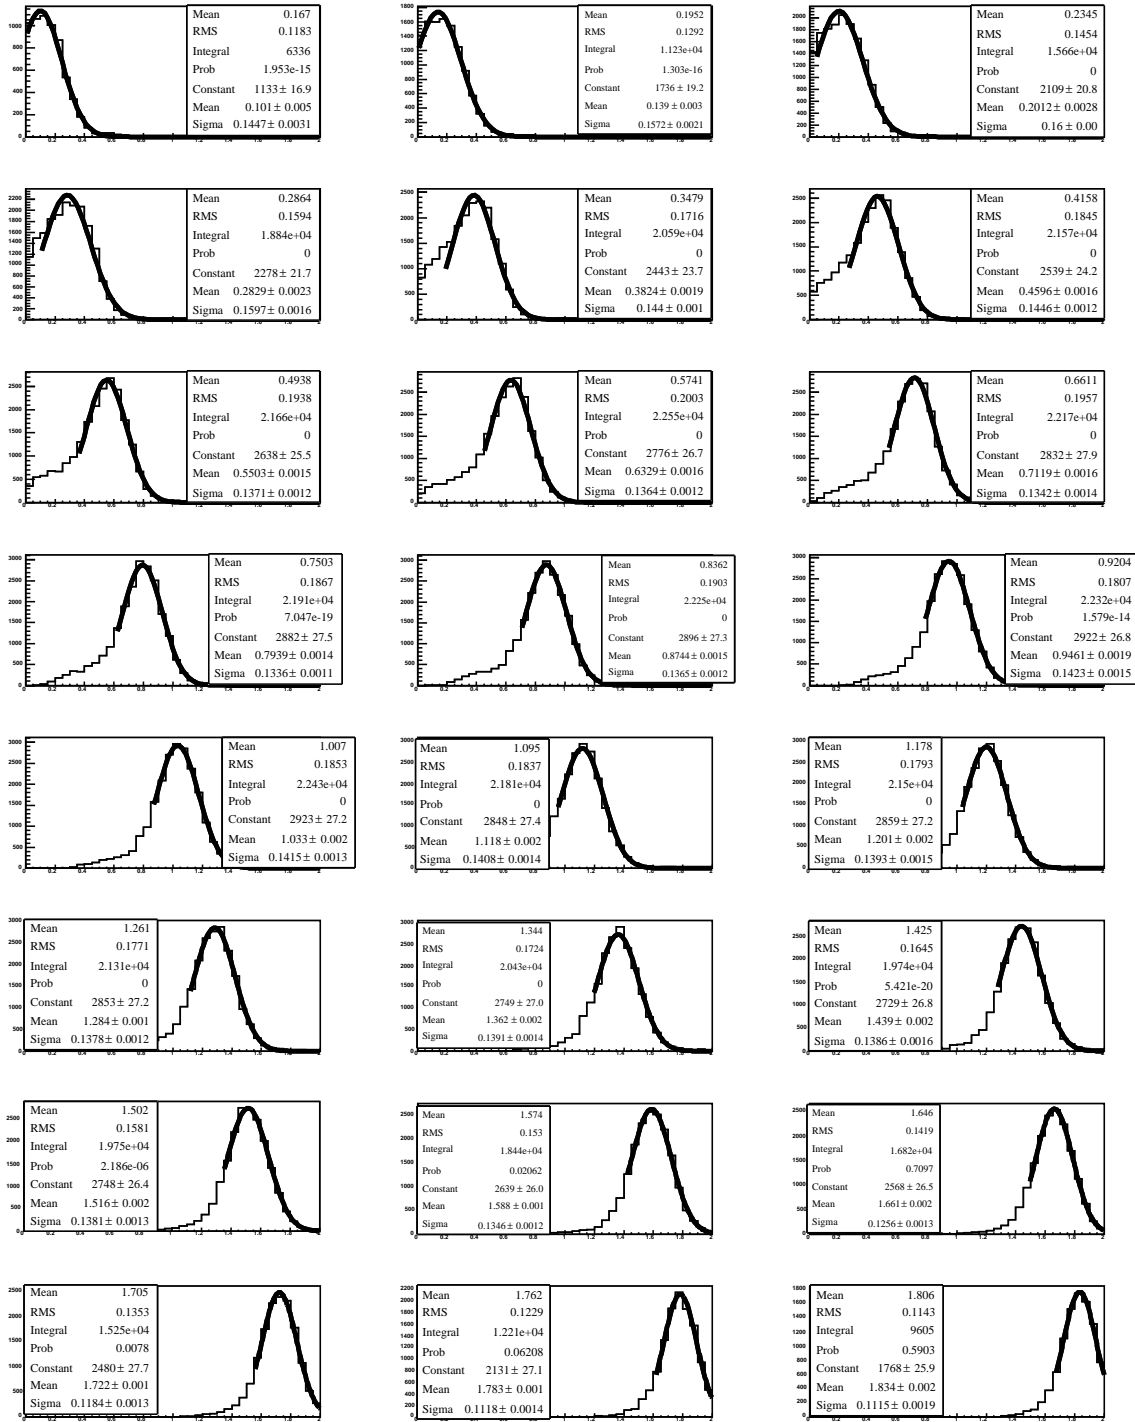 Mean 0.167
RMS 0.1183
Integral 6336
Prob 1.953e-15
Constant 1133 ± 16.9
Mean 0.101 ± 0.005
Sigma 0.1447 ± 0.0031
Mean 0.1952
RMS 0.1292
Integral 1.123e+04
Prob 1.303e-16
Constant 1736 ± 19.2
Mean 0.139 ± 0.003
Sigma 0.1572 ± 0.0021
Mean 0.2345
RMS 0.1454
Integral 1.566e+04
Prob 0
Constant 2109 ± 20.8
Mean 0.2012 ± 0.0028
Sigma 0.16 ± 0.00
Mean 0.2864
RMS 0.1594
Integral 1.884e+04
Prob 0
Constant 2278 ± 21.7
Mean 0.2829 ± 0.0023
Sigma 0.1597 ± 0.0016
Mean 0.3479
RMS 0.1716
Integral 2.059e+04
Prob 0
Constant 2443 ± 23.7
Mean 0.3824 ± 0.0019
Sigma 0.144 ± 0.001
Mean 0.4158
RMS 0.1845
Integral 2.157e+04
Prob 0
Constant 2539 ± 24.2
Mean 0.4596 ± 0.0016
Sigma 0.1446 ± 0.0012
Mean 0.4938
RMS 0.1938
Integral 2.166e+04
Prob 0
Constant 2638 ± 25.5
Mean 0.5503 ± 0.0015
Sigma 0.1371 ± 0.0012
Mean 0.5741
RMS 0.2003
Integral 2.255e+04
Prob 0
Constant 2776 ± 26.7
Mean 0.6329 ± 0.0016
Sigma 0.1364 ± 0.0012
Mean 0.6611
RMS 0.1957
Integral 2.217e+04
Prob 0
Constant 2832 ± 27.9
Mean 0.7119 ± 0.0016
Sigma 0.1342 ± 0.0014
Mean 0.7503
RMS 0.1867
Integral 2.191e+04
Prob 7.047e-19
Constant 2882 ± 27.5
Mean 0.7939 ± 0.0014
Sigma 0.1336 ± 0.0011
Mean 0.8362
RMS 0.1903
Integral 2.225e+04
Prob 0
Constant 2896 ± 27.3
Mean 0.8744 ± 0.0015
Sigma 0.1365 ± 0.0012
Mean 0.9204
RMS 0.1807
Integral 2.232e+04
Prob 1.579e-14
Constant 2922 ± 26.8
Mean 0.9461 ± 0.0019
Sigma 0.1423 ± 0.0015
Mean 1.007
RMS 0.1853
Integral 2.243e+04
Prob 0
Constant 2923 ± 27.2
Mean 1.033 ± 0.002
Sigma 0.1415 ± 0.0013
Mean 1.095
RMS 0.1837
Integral 2.181e+04
Prob 0
Constant 2848 ± 27.4
Mean 1.118 ± 0.002
Sigma 0.1408 ± 0.0014
Mean 1.178
RMS 0.1793
Integral 2.15e+04
Prob 0
Constant 2859 ± 27.2
Mean 1.201 ± 0.002
Sigma 0.1393 ± 0.0015
Mean 1.261
RMS 0.1771
Integral 2.131e+04
Prob 0
Constant 2853 ± 27.2
Mean 1.284 ± 0.001
Sigma 0.1378 ± 0.0012
Mean 1.344
RMS 0.1724
Integral 2.043e+04
Prob 0
Constant 2749 ± 27.0
Mean 1.362 ± 0.002
Sigma 0.1391 ± 0.0014
Mean 1.425
RMS 0.1645
Integral 1.974e+04
Prob 5.421e-20
Constant 2729 ± 26.8
Mean 1.439 ± 0.002
Sigma 0.1386 ± 0.0016
Mean 1.502
RMS 0.1581
Integral 1.975e+04
Prob 2.186e-06
Constant 2748 ± 26.4
Mean 1.516 ± 0.002
Sigma 0.1381 ± 0.0013
Mean 1.574
RMS 0.153
Integral 1.844e+04
Prob 0.02062
Constant 2639 ± 26.0
Mean 1.588 ± 0.001
Sigma 0.1346 ± 0.0012
Mean 1.646
RMS 0.1419
Integral 1.682e+04
Prob 0.7097
Constant 2568 ± 26.5
Mean 1.661 ± 0.002
Sigma 0.1256 ± 0.0013
Mean 1.705
RMS 0.1353
Integral 1.525e+04
Prob 0.0078
Constant 2480 ± 27.7
Mean 1.722 ± 0.001
Sigma 0.1184 ± 0.0013
Mean 1.762
RMS 0.1229
Integral 1.221e+04
Prob 0.06208
Constant 2131 ± 27.1
Mean 1.783 ± 0.001
Sigma 0.1118 ± 0.0014
Mean 1.806
RMS 0.1143
Integral 9605
Prob 0.5903
Constant 1768 ± 25.9
Mean 1.834 ± 0.002
Sigma 0.1115 ± 0.0019